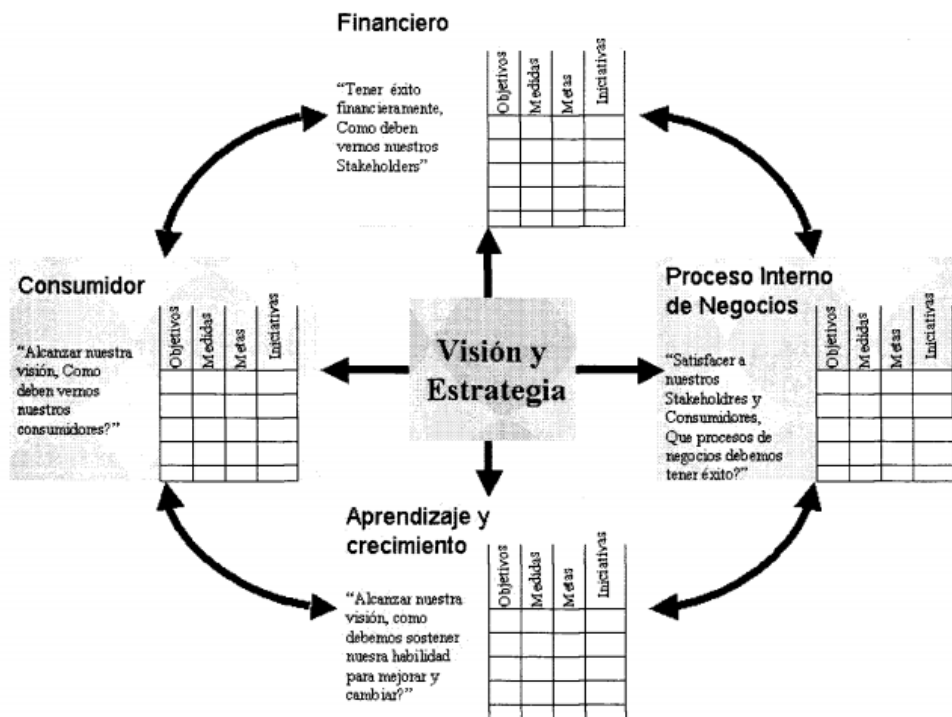 Financiero
“Tener éxito
financieramente,
Como deben
vernos nuestros
Stakeholders”
Objetivos
Medidas
Metas
Iniciativas
Consumidor
“Alcanzar nuestra
visión, Como
deben vernos
nuestros
consumidores?”
Objetivos
Medidas
Metas
Iniciativas
Visión y
Estrategia
Proceso Interno
de Negocios
“Satisfacer a
nuestros
Stakeholdres y
Consumidores,
Que procesos de
negocios debemos
tener éxito?”
Objetivos
Medidas
Metas
Iniciativas
Aprendizaje y
crecimiento
“Alcanzar nuestra
visión, como
debemos sostener
nuesra habilidad
para mejorar y
cambiar?”
Objetivos
Medidas
Metas
Iniciativas